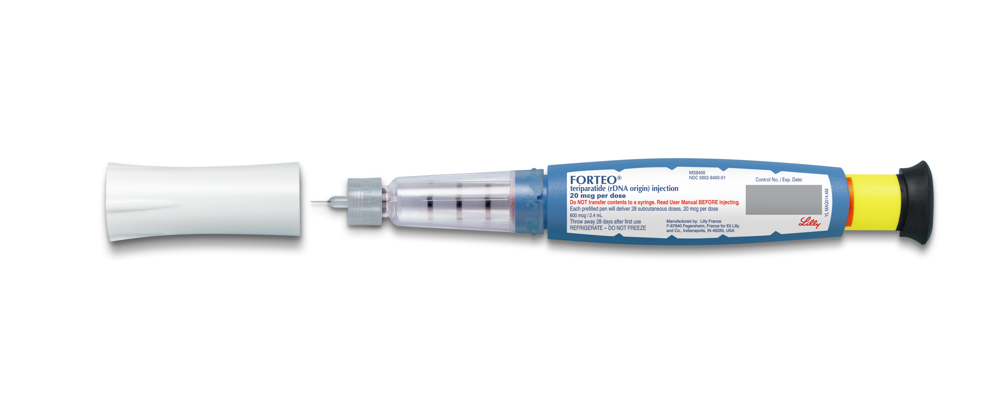 FORTEO®
teriparatide (rDNA origin) injection
20 mcg per dose
Do NOT transfer contents to a syringe. Read User Manual BEFORE Injecting.
Each prefilled pen will deliver 28 subcutaneous doses, 20 mcg per dose
600 mcg / 2.4 mL
Throw away 28 days after first use
REFRIGERATE – DO NOT FREEZE
MS8400
NDC 0002-8400-01
Manufactured by: Lilly France
F-67640 Fegersheim, France for Eli Lilly
and Co., Indianapolis, IN 46285, USA
Control No. / Exp. Date:
Lilly
YL MAQ014 AM